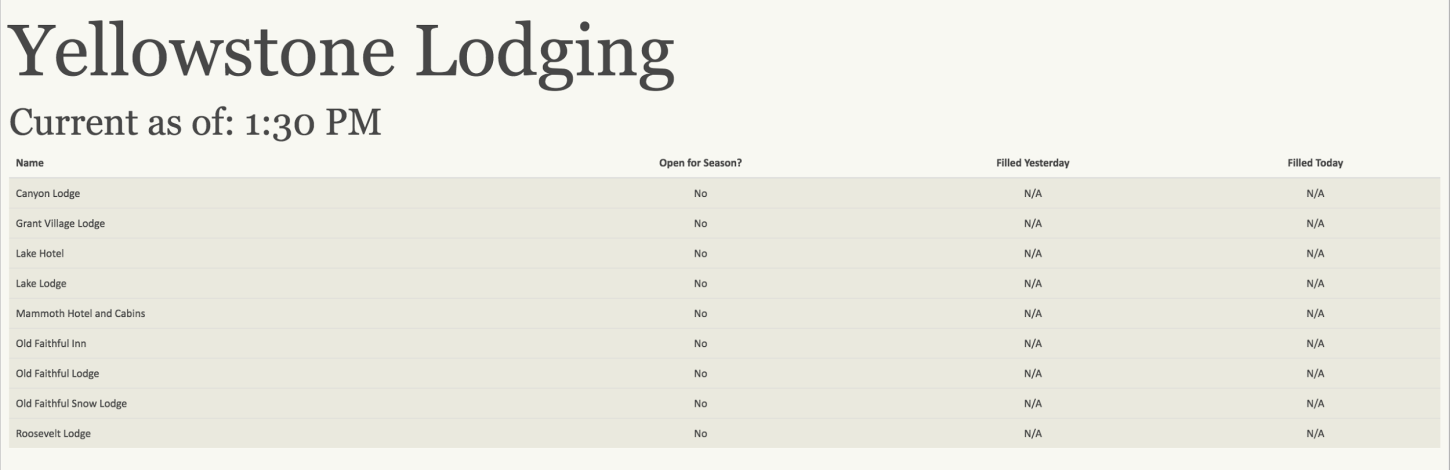 Yellowstone Lodging
Current as of: 1:30 PM
Name Open for Season? Filled Yesterday Filled Today
Canyon Lodge No N/A N/A
Grant Village Lodge No N/A N/A
Lake Hotel No N/A N/A
Lake Lodge No N/A N/A
Mammoth Hotel and Cabins No N/A N/A
Old Faithful Inn No N/A N/A
Old Faithful Lodge No N/A N/A
Old Faithful Snow Lodge No N/A N/A
Roosevelt Lodge No N/A N/A